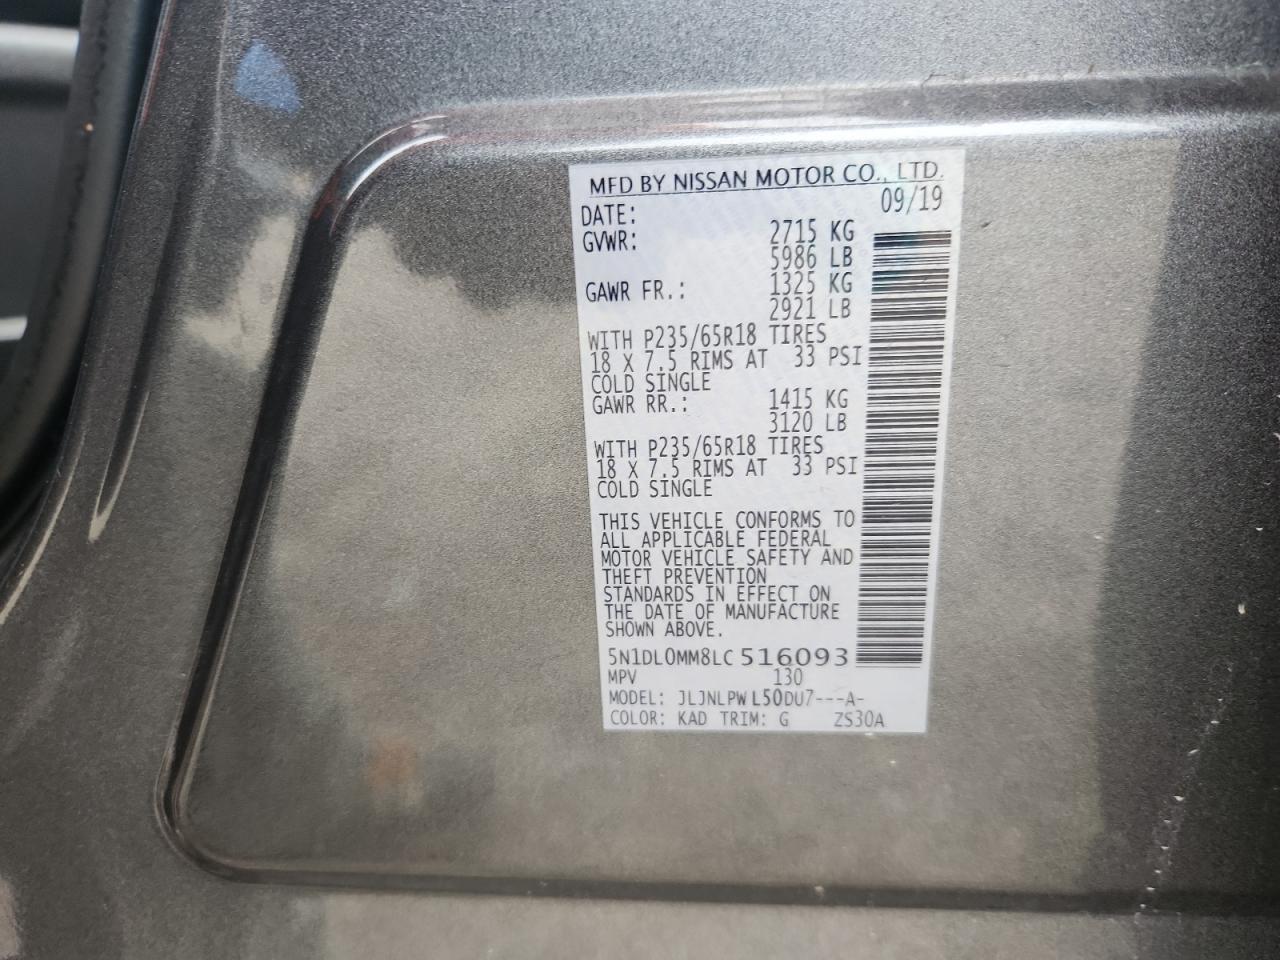 MFD BY NISSAN MOTOR CO., LTD.
DATE: 09/19
GVWR: 2715 KG
5986 LB
GAWR FR.: 1325 KG
2921 LB
WITH P235/65R18 TIRES
18 X 7.5 RIMS AT 33 PSI
COLD SINGLE
GAWR RR.: 1415 KG
3120 LB
WITH P235/65R18 TIRES
18 X 7.5 RIMS AT 33 PSI
COLD SINGLE
THIS VEHICLE CONFORMS TO
ALL APPLICABLE FEDERAL
MOTOR VEHICLE SAFETY AND
THEFT PREVENTION
STANDARDS IN EFFECT ON
THE DATE OF MANUFACTURE
SHOWN ABOVE.
5N1DL0MM8LC 516093
MPV 130
MODEL: JLJNLPW L50DU7---A-
COLOR: KAD TRIM: G ZS30A